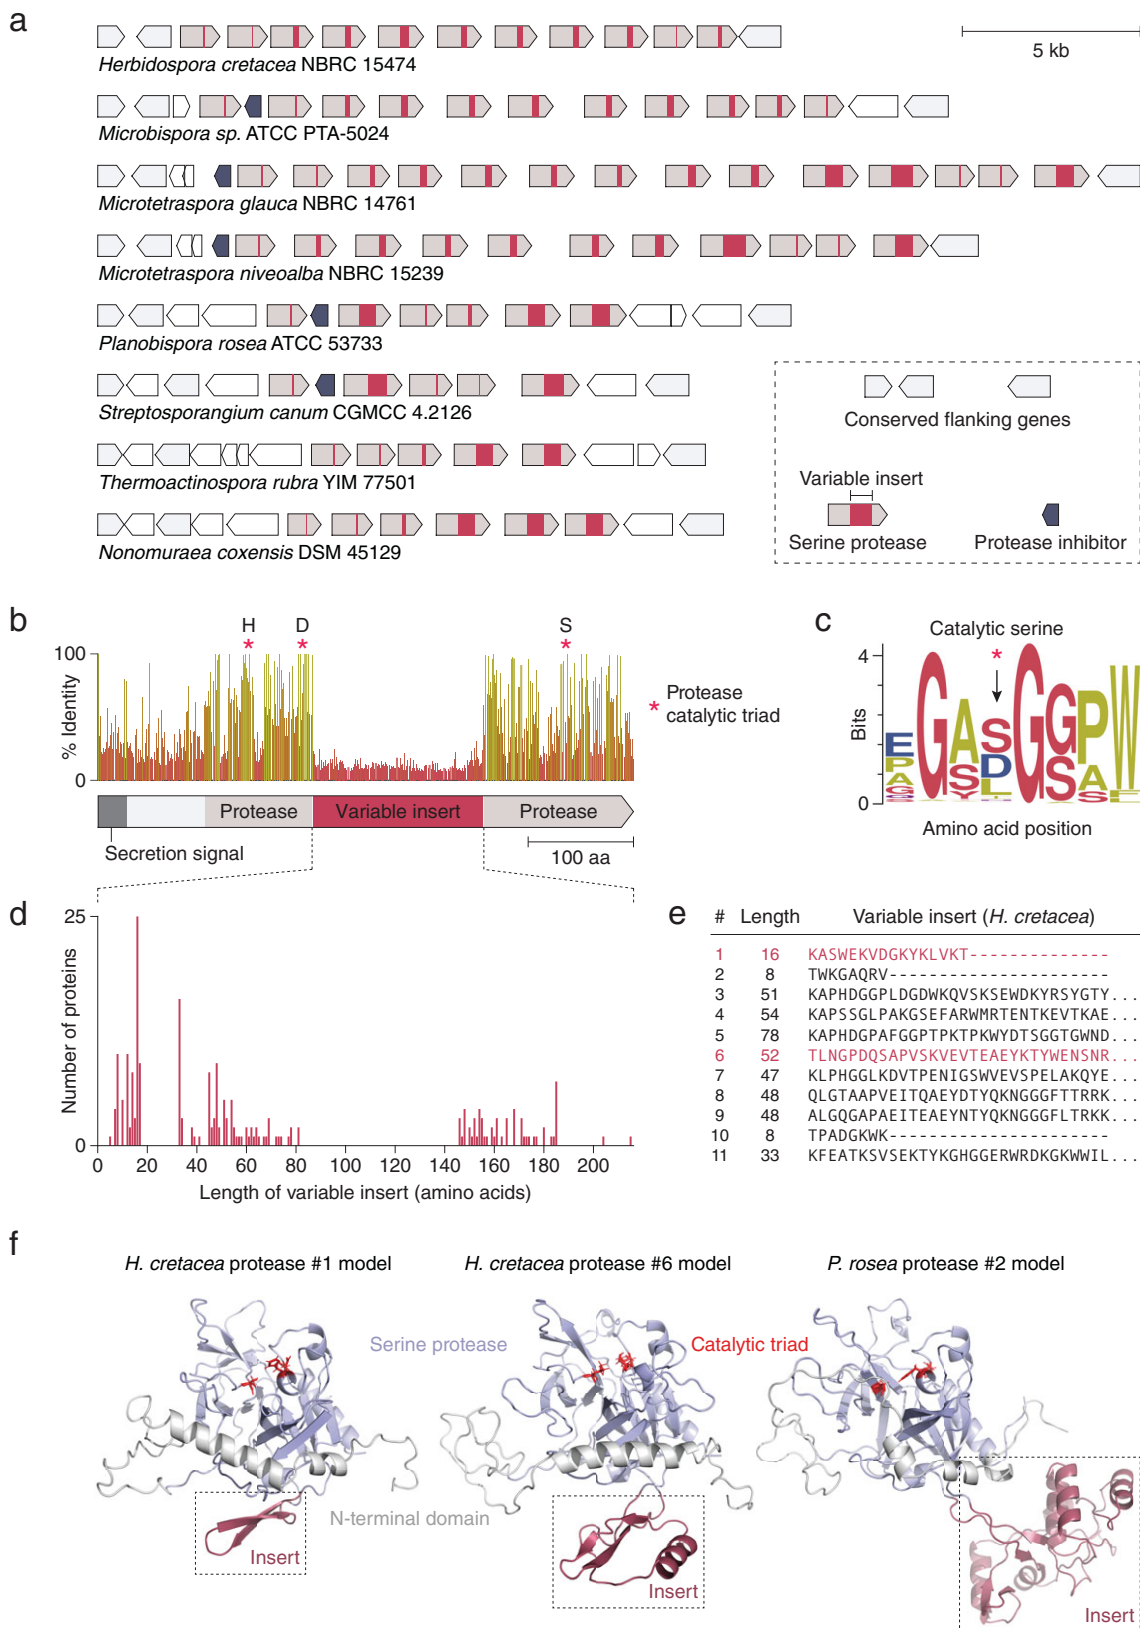 a
5 kb
Herbidospora cretacea NBRC 15474
Microbispora sp. ATCC PTA-5024
Microtetraspora glauca NBRC 14761
Microtetraspora niveoalba NBRC 15239
Planobispora rosea ATCC 53733
Streptosporangium canum CGMCC 4.2126
Thermoactinospora rubra YIM 77501
Nonomuraea coxensis DSM 45129
Conserved flanking genes
Variable insert
Serine protease
Protease inhibitor
b
H D S
* * *
100
% Identity
0
* Protease catalytic triad
Protease Variable insert Protease
Secretion signal
100 aa
c
Catalytic serine
*
4
Bits
0
E G A S G G P W
P S D S A
A Y L
G
S
Amino acid position
d
25
Number of proteins
0
0 20 40 60 80 100 120 140 160 180 200
Length of variable insert (amino acids)
e
# Length Variable insert (H. cretacea)
1 16 KASWEKVDGKYKLVKT--------------
2 8 TWKGAQRV----------------------
3 51 KAPHDGGPLDGDWKQVSKSEWDKYRSYGTY...
4 54 KAPSSGLPAKGSEFARWMRTENTKEVTKAE...
5 78 KAPHDGPAFGGPTPKTPKWYDTSGGTGWND...
6 52 TLNGPDQSAPVSKVEVTEAEYKTYWENSNR...
7 47 KLPHGGLKDVTPENIGSWVEVSPELAKQYE...
8 48 QLGTAAPVEITQAEYDTYQKNGGGFTTRRK...
9 48 ALGQGAPAEITEAEYNTYQKNGGGFLTRKK...
10 8 TPADGKWK----------------------
11 33 KFEATKSVSEKTYKGHGGERWRDKGKWWIL...
f
H. cretacea protease #1 model
H. cretacea protease #6 model
P. rosea protease #2 model
Serine protease
Catalytic triad
N-terminal domain
Insert
Insert
Insert